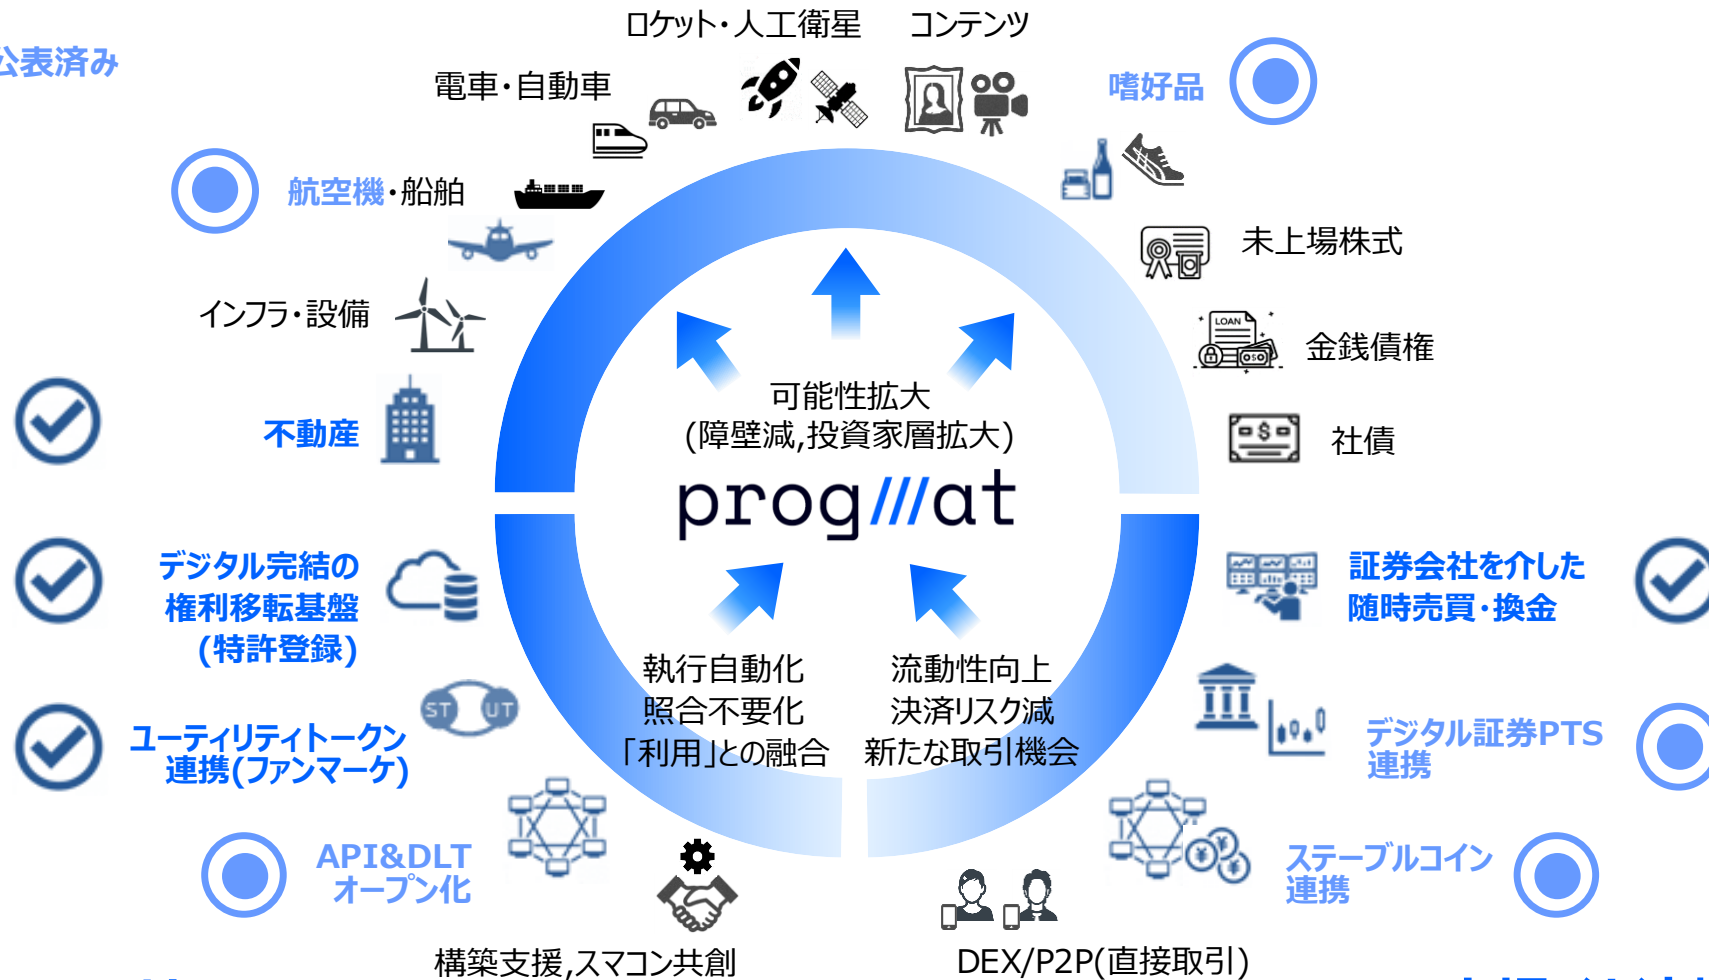 ロケット・人工衛星
コンテンツ
公表済み
電車・自動車
嗜好品
航空機・船舶
未上場株式
インフラ・設備
LOAN
金銭債権
可能性拡大
(障壁減,投資家層拡大)
不動産
社債
progmat
デジタル完結の
権利移転基盤
(特許登録)
証券会社を介した
随時売買・換金
執行自動化
照合不要化
「利用」との融合
流動性向上
決済リスク減
新たな取引機会
ST UT
ユーティリティトークン
連携(ファンマーケ)
デジタル証券PTS
連携
API&DLT
オープン化
ステーブルコイン
連携
構築支援,スマコン共創
DEX/P2P(直接取引)